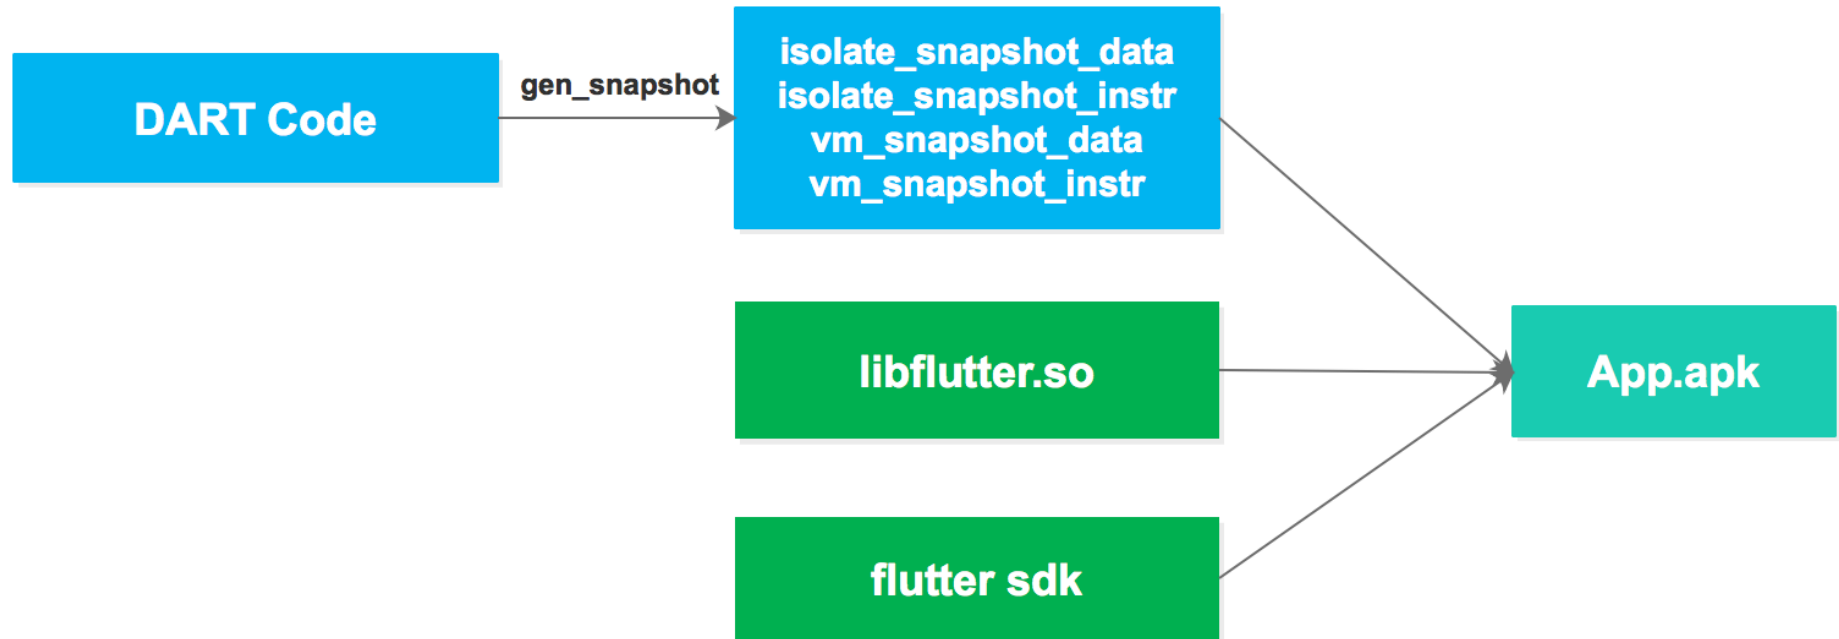 DART Code
gen_snapshot
isolate_snapshot_data
isolate_snapshot_instr
vm_snapshot_data
vm_snapshot_instr
libflutter.so
App.apk
flutter sdk